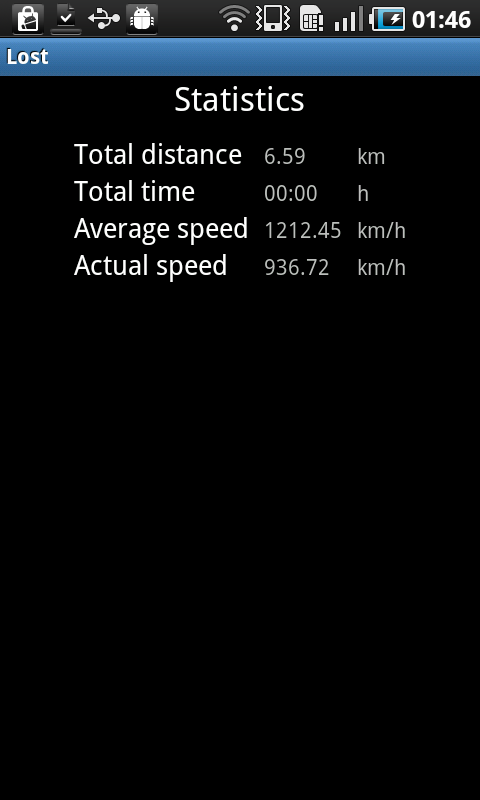 01:46
Lost
Statistics
Total distance 6.59 km
Total time 00:00 h
Average speed 1212.45 km/h
Actual speed 936.72 km/h